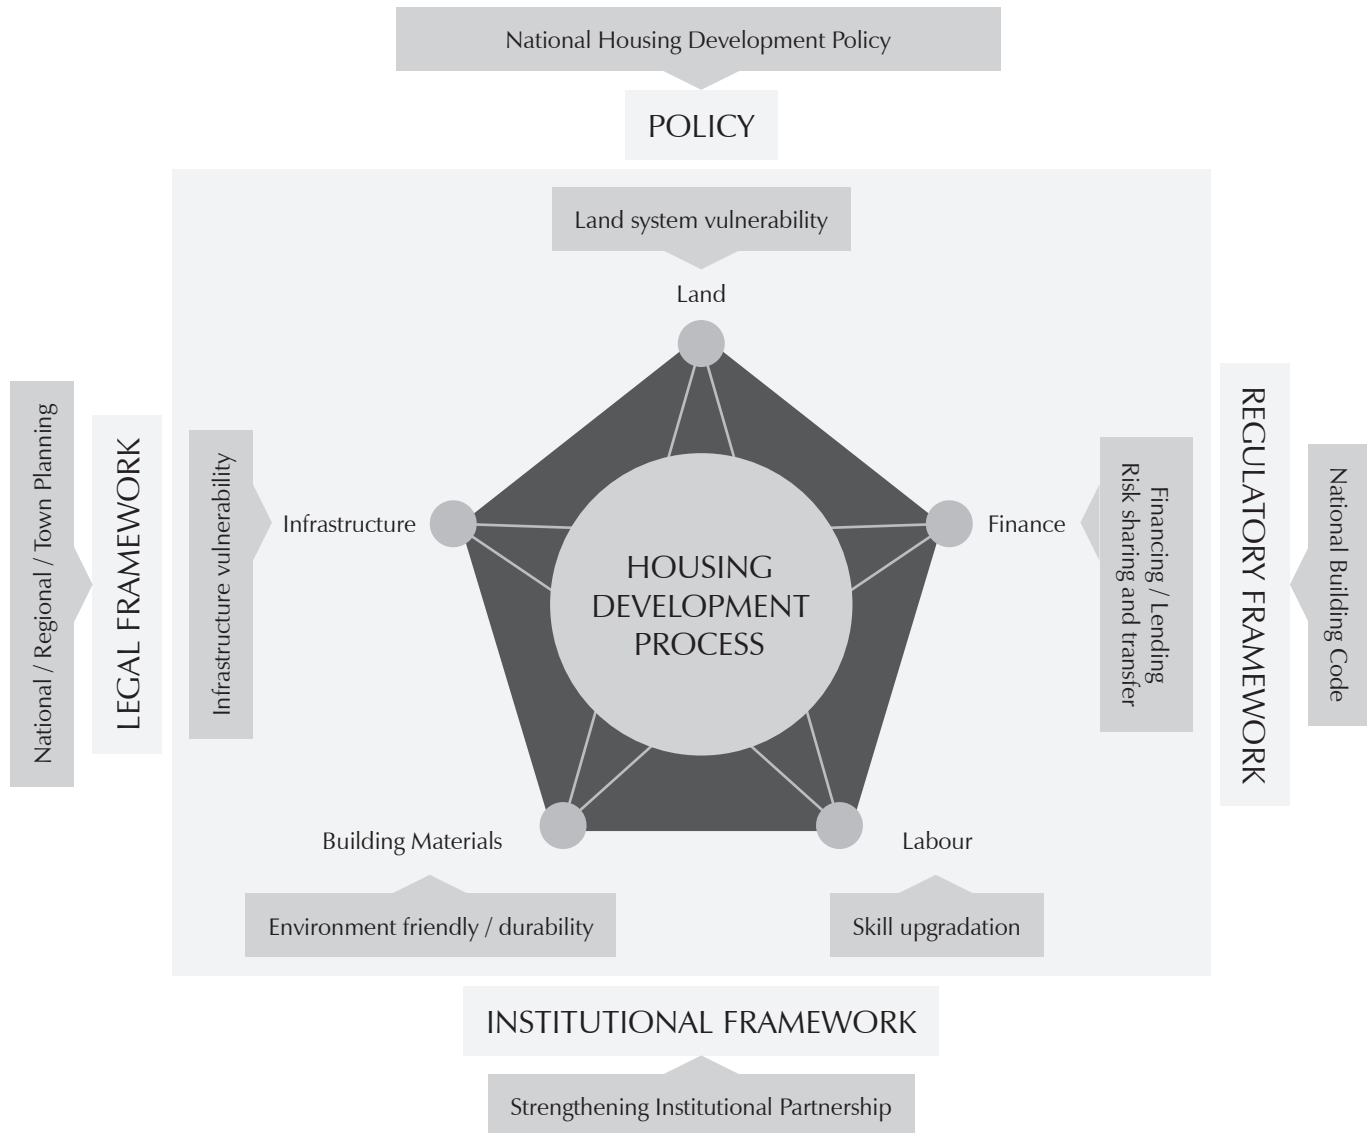 National Housing Development Policy
POLICY
Land system vulnerability
Land
National / Regional / Town Planning
LEGAL FRAMEWORK
Infrastructure vulnerability
Infrastructure
HOUSING
DEVELOPMENT
PROCESS
Finance
Financing / Lending
Risk sharing and transfer
REGULATORY FRAMEWORK
National Building Code
Building Materials
Labour
Environment friendly / durability
Skill upgradation
INSTITUTIONAL FRAMEWORK
Strengthening Institutional Partnership